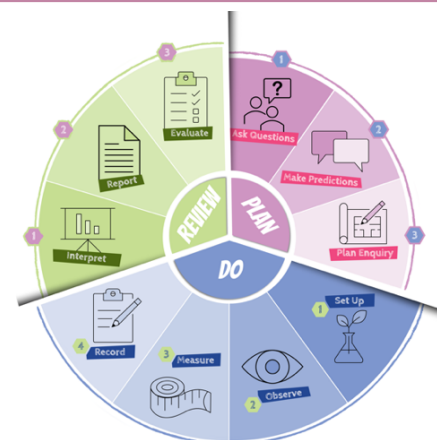 1
Ask Questions
?
2
Make Predictions
3
Plan Enquiry
PLAN
DO
1
Set Up
2
Observe
3
Measure
4
Record
REVIEW
1
Interpret
2
Report
3
Evaluate